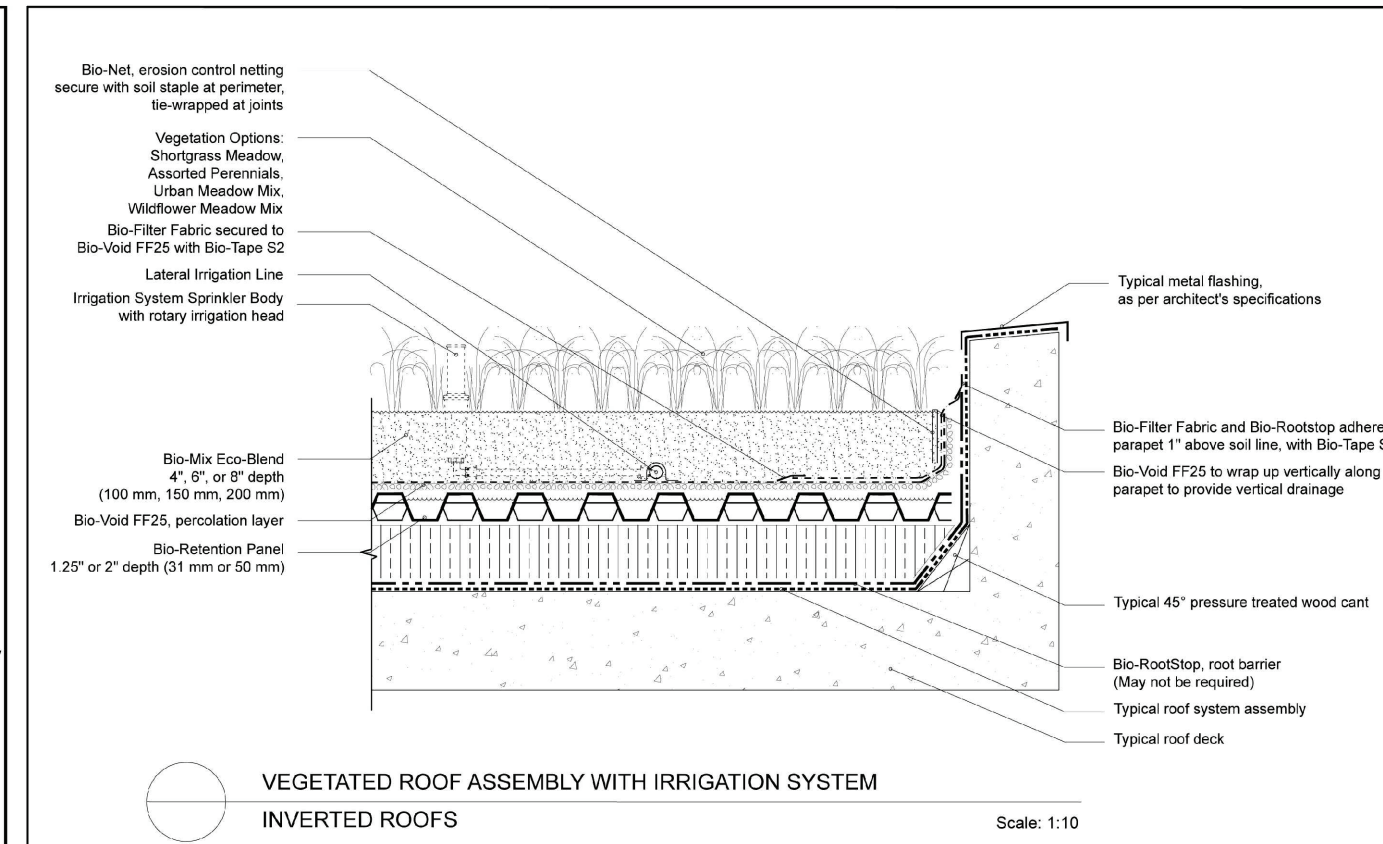 Bio-Net, erosion control netting
secure with soil staple at perimeter,
tie-wrapped at joints
Vegetation Options:
Shortgrass Meadow,
Assorted Perennials,
Urban Meadow Mix,
Wildflower Meadow Mix
Bio-Filter Fabric secured to
Bio-Void FF25 with Bio-Tape S2
Lateral Irrigation Line
Irrigation System Sprinkler Body
with rotary irrigation head
Bio-Mix Eco-Blend
4", 6", or 8" depth
(100 mm, 150 mm, 200 mm)
Bio-Void FF25, percolation layer
Bio-Retention Panel
1.25" or 2" depth (31 mm or 50 mm)
Typical metal flashing,
as per architect's specifications
Bio-Filter Fabric and Bio-Rootstop adhere
parapet 1" above soil line, with Bio-Tape
Bio-Void FF25 to wrap up vertically along
parapet to provide vertical drainage
Typical 45° pressure treated wood cant
Bio-RootStop, root barrier
(May not be required)
Typical roof system assembly
Typical roof deck
VEGETATED ROOF ASSEMBLY WITH IRRIGATION SYSTEM
INVERTED ROOFS
Scale: 1:10